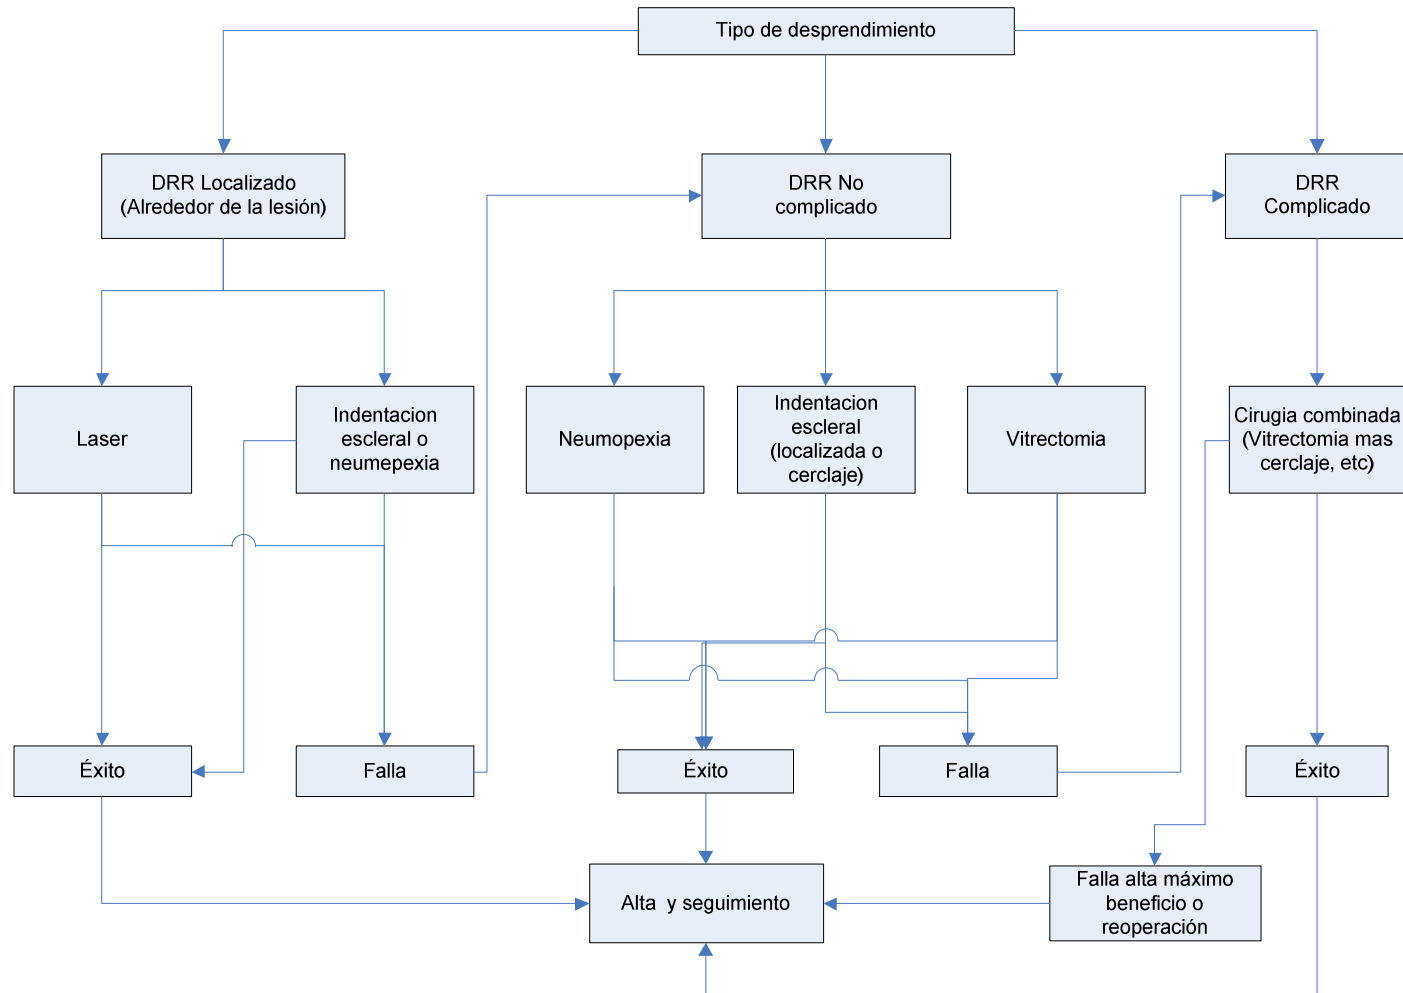 Tipo de desprendimiento
DRR Localizado
(Alrededor de la lesión)
DRR No
complicado
DRR
Complicado
Laser
Indentacion
escleral o
neumepexia
Neumopexia
Indentacion
escleral
(localizada o
cerclaje)
Vitrectomia
Cirugia combinada
(Vitrectomia mas
cerclaje, etc)
Éxito
Falla
Éxito
Falla
Éxito
Alta y seguimiento
Falla alta máximo
beneficio o
reoperación